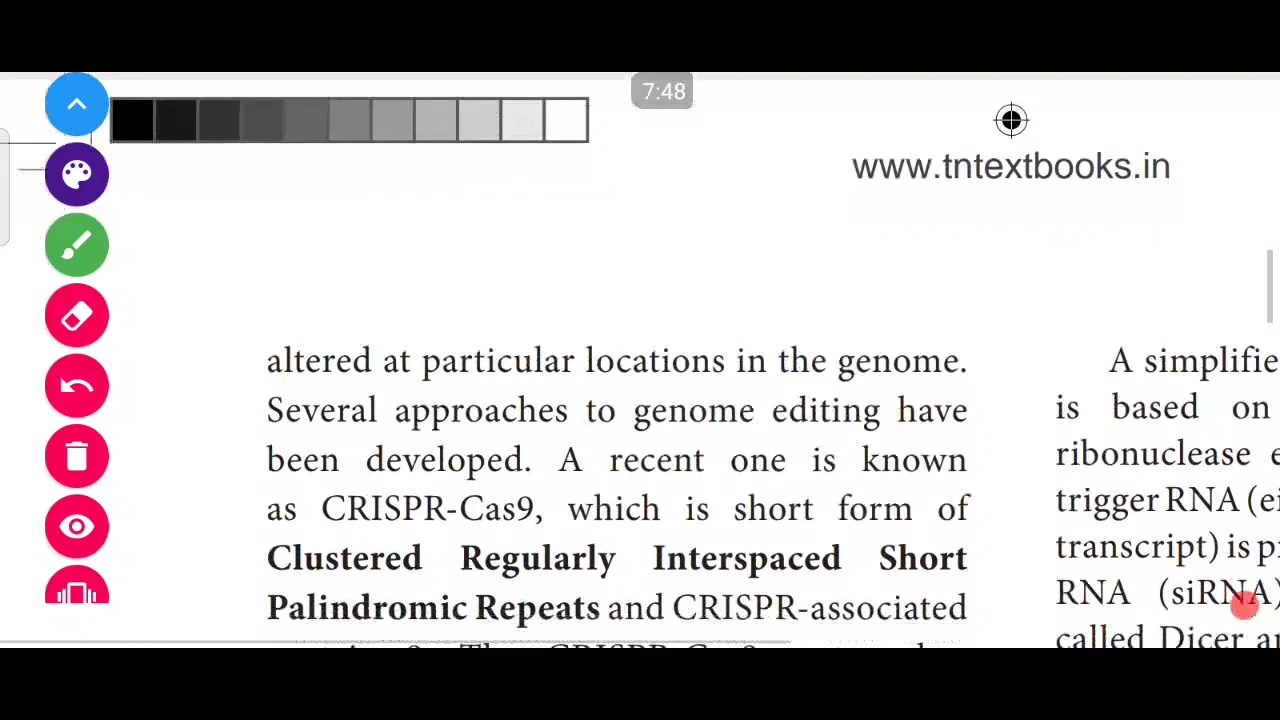 7:48
www.tntextbooks.in
altered at particular locations in the genome.
Several approaches to genome editing have
been developed. A recent one is known
as CRISPR-Cas9, which is short form of
Clustered Regularly Interspaced Short
Palindromic Repeats and CRISPR-associated
A simplifie
is based on
ribonuclease e
trigger RNA (ei
transcript) is p
RNA (siRNA)
called Dicer a